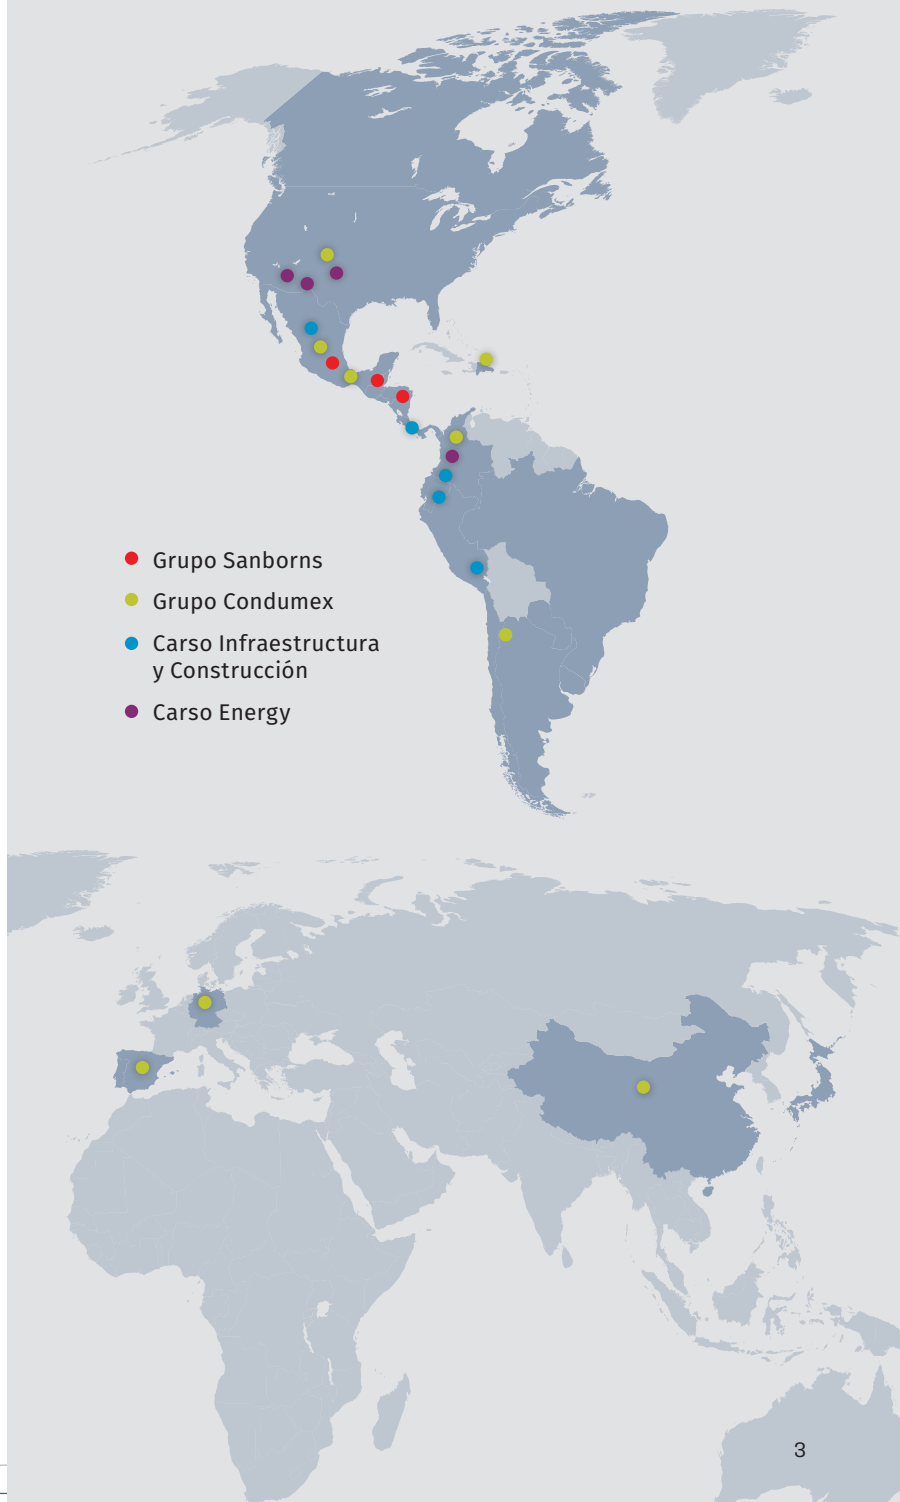 Grupo Sanborns
Grupo Condumex
Carso Infraestructura
y Construcción
Carso Energy
3